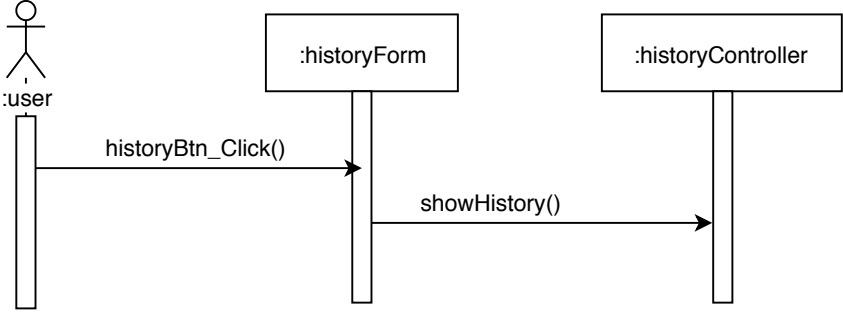 :historyForm
:historyController
:user
historyBtn_Click()
showHistory()